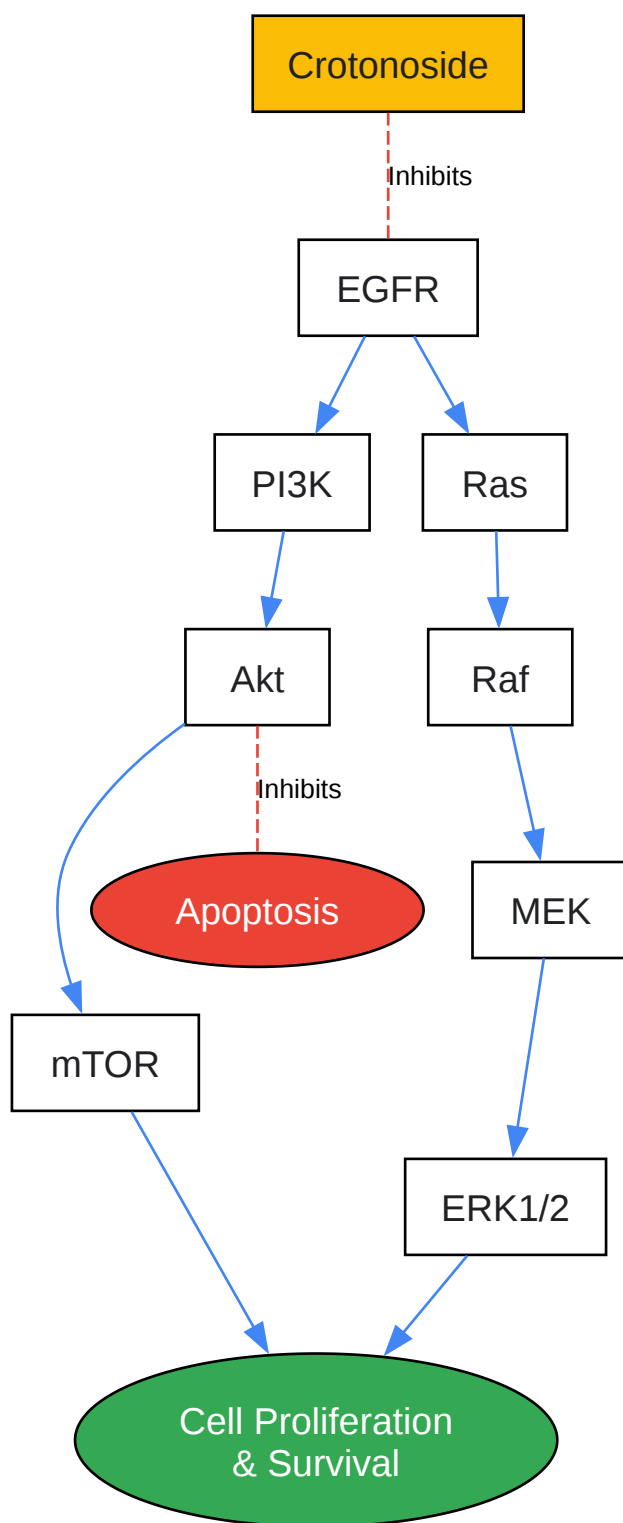 Crotonoside
Inhibits
EGFR
PI3K
Ras
Akt
Raf
Inhibits
Apoptosis
MEK
mTOR
ERK1/2
Cell Proliferation
& Survival